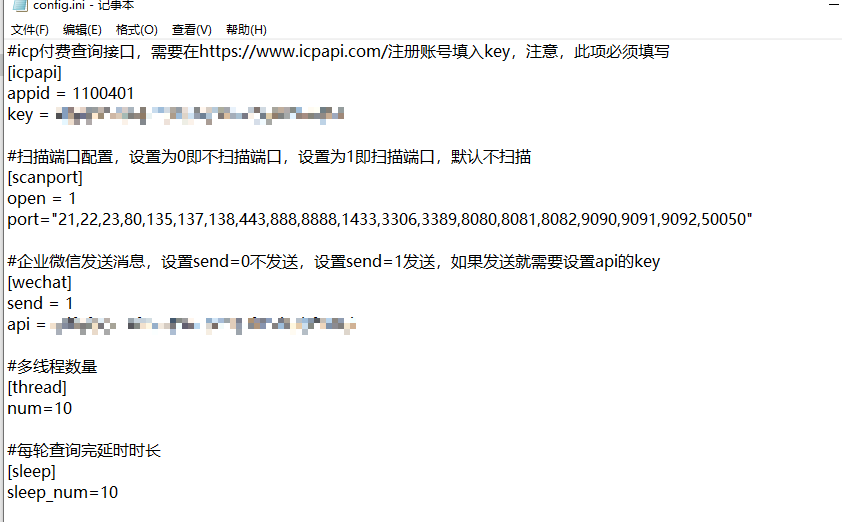 config.ini - 记事本
文件(F) 编辑(E) 格式(O) 查看(V) 帮助(H)
#icp付费查询接口，需要在https://www.icpapi.com/注册账号填入key，注意，此项必须填写
[icpapi]
appid = 1100401
key =
#扫描端口配置，设置为0即不扫描端口，设置为1即扫描端口，默认不扫描
[scanport]
open = 1
port="21,22,23,80,135,137,138,443,888,8888,1433,3306,3389,8080,8081,8082,9090,9091,9092,50050"
#企业微信发送消息，设置send=0不发送，设置send=1发送，如果发送就需要设置api的key
[wechat]
send = 1
api =
#多线程数量
[thread]
num=10
#每轮查询完延时时长
[sleep]
sleep_num=10